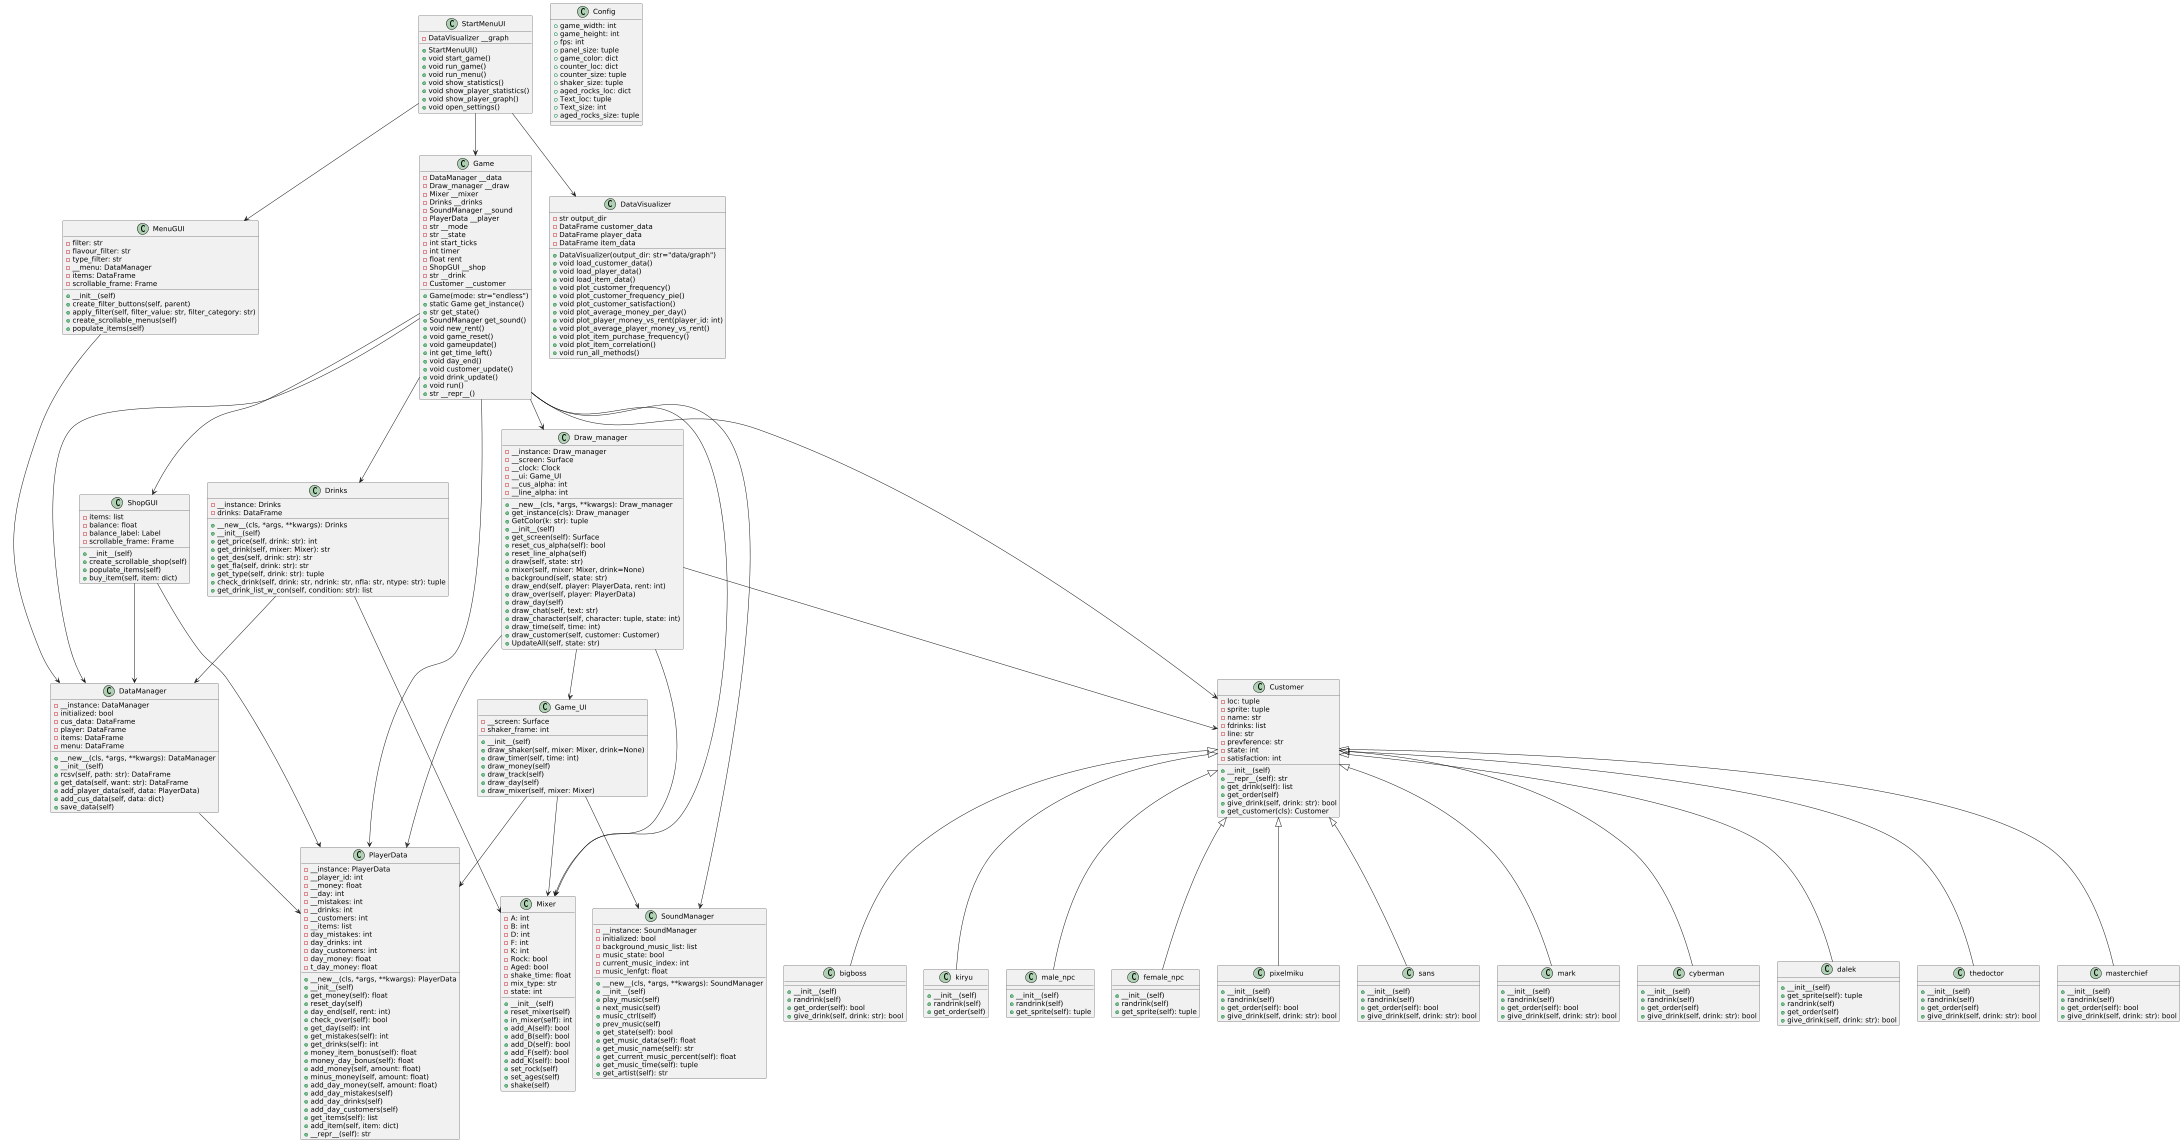 C StartMenuUI
DataVisualizer __graph
StartMenuUI()
void start_game()
void run_game()
void run_menu()
void show_statistics()
void show_player_statistics()
void show_player_graph()
void open_settings()
C Config
game_width: int
game_height: int
fps: int
panel_size: tuple
game_color: dict
counter_loc: dict
counter_size: tuple
shaker_size: tuple
aged_rocks_loc: dict
Text_loc: tuple
Text_size: int
aged_rocks_size: tuple
C Game
DataManager __data
Draw_manager __draw
Mixer __mixer
Drinks __drinks
SoundManager __sound
PlayerData __player
str __mode
str __state
int start_ticks
int timer
float rent
ShopGUI __shop
str __drink
Customer __customer
Game(mode: str="endless")
static Game get_instance()
str get_state()
SoundManager get_sound()
void new_rent()
void game_reset()
void gameupdate()
int get_time_left()
void day_end()
void customer_update()
void drink_update()
void run()
str __repr__()
C DataVisualizer
str output_dir
DataFrame customer_data
DataFrame player_data
DataFrame item_data
DataVisualizer(output_dir: str="data/graph")
void load_customer_data()
void load_player_data()
void load_item_data()
void plot_customer_frequency()
void plot_customer_frequency_pie()
void plot_customer_satisfaction()
void plot_average_money_per_day()
void plot_player_money_vs_rent(player_id: int)
void plot_average_player_money_vs_rent()
void plot_item_purchase_frequency()
void plot_item_correlation()
void run_all_methods()
C MenuGUI
filter: str
flavour_filter: str
type_filter: str
__menu: DataManager
items: DataFrame
scrollable_frame: Frame
__init__(self)
create_filter_buttons(self, parent)
apply_filter(self, filter_value: str, filter_category: str)
create_scrollable_menus(self)
populate_items(self)
C Draw_manager
__instance: Draw_manager
__screen: Surface
__clock: Clock
__ui: Game_UI
__cus_alpha: int
__line_alpha: int
__new__(cls, *args, **kwargs): Draw_manager
get_instance(cls): Draw_manager
GetColor(k: str): tuple
__init__(self)
get_screen(self): Surface
reset_cus_alpha(self): bool
reset_line_alpha(self)
draw(self, state: str)
mixer(self, mixer: Mixer, drink=None)
background(self, state: str)
draw_end(self, player: PlayerData, rent: int)
draw_over(self, player: PlayerData)
draw_day(self)
draw_chat(self, text: str)
draw_character(self, character: tuple, state: int)
draw_time(self, time: int)
draw_customer(self, customer: Customer)
UpdateAll(self, state: str)
C ShopGUI
items: list
balance: float
balance_label: Label
scrollable_frame: Frame
__init__(self)
create_scrollable_shop(self)
populate_items(self)
buy_item(self, item: dict)
C Drinks
__instance: Drinks
drinks: DataFrame
__new__(cls, *args, **kwargs): Drinks
__init__(self)
get_price(self, drink: str): int
get_drink(self, mixer: Mixer): str
get_des(self, drink: str): str
get_fla(self, drink: str): str
get_type(self, drink: str): tuple
check_drink(self, drink: str, ndrink: str, nfla: str, ntype: str): tuple
get_drink_list_w_con(self, condition: str): list
C DataManager
__instance: DataManager
initialized: bool
cus_data: DataFrame
player: DataFrame
items: DataFrame
menu: DataFrame
__new__(cls, *args, **kwargs): DataManager
__init__(self)
rcsv(self, path: str): DataFrame
get_data(self, want: str): DataFrame
add_player_data(self, data: PlayerData)
add_cus_data(self, data: dict)
save_data(self)
C Game_UI
__screen: Surface
shaker_frame: int
__init__(self)
draw_shaker(self, mixer: Mixer, drink=None)
draw_timer(self, time: int)
draw_money(self)
draw_track(self)
draw_day(self)
draw_mixer(self, mixer: Mixer)
C Customer
loc: tuple
sprite: tuple
name: str
fdrinks: list
line: str
prevference: str
state: int
satisfaction: int
__init__(self)
__repr__(self): str
get_drink(self): list
get_order(self)
give_drink(self, drink: str): bool
get_customer(cls): Customer
C PlayerData
__instance: PlayerData
__player_id: int
__money: float
__day: int
__mistakes: int
__drinks: int
__customers: int
__items: list
day_mistakes: int
day_drinks: int
day_customers: int
day_money: float
t_day_money: float
__new__(cls, *args, **kwargs): PlayerData
__init__(self)
get_money(self): float
reset_day(self)
day_end(self, rent: int)
check_over(self): bool
get_day(self): int
get_mistakes(self): int
get_drinks(self): int
money_item_bonus(self): float
money_day_bonus(self): float
add_money(self, amount: float)
minus_money(self, amount: float)
add_day_money(self, amount: float)
add_day_mistakes(self)
add_day_drinks(self)
add_day_customers(self)
get_items(self): list
add_item(self, item: dict)
__repr__(self): str
C Mixer
A: int
B: int
D: int
F: int
K: int
Rock: bool
Aged: bool
shake_time: float
mix_type: str
state: int
__init__(self)
reset_mixer(self)
in_mixer(self): int
add_A(self): bool
add_B(self): bool
add_D(self): bool
add_F(self): bool
add_K(self): bool
set_rock(self)
set_ages(self)
shake(self)
C SoundManager
__instance: SoundManager
initialized: bool
background_music_list: list
music_state: bool
current_music_index: int
music_lenfgt: float
__new__(cls, *args, **kwargs): SoundManager
__init__(self)
play_music(self)
next_music(self)
music_ctrl(self)
prev_music(self)
get_state(self): bool
get_music_data(self): float
get_music_name(self): str
get_current_music_percent(self): float
get_music_time(self): tuple
get_artist(self): str
C bigboss
__init__(self)
randrink(self)
get_order(self): bool
give_drink(self, drink: str): bool
C kiryu
__init__(self)
randrink(self)
get_order(self)
C male_npc
__init__(self)
randrink(self)
get_sprite(self): tuple
C female_npc
__init__(self)
randrink(self)
get_sprite(self): tuple
C pixelmiku
__init__(self)
randrink(self)
get_order(self): bool
give_drink(self, drink: str): bool
C sans
__init__(self)
randrink(self)
get_order(self): bool
give_drink(self, drink: str): bool
C mark
__init__(self)
randrink(self)
get_order(self): bool
give_drink(self, drink: str): bool
C cyberman
__init__(self)
randrink(self)
get_order(self)
give_drink(self, drink: str): bool
C dalek
__init__(self)
get_sprite(self): tuple
randrink(self)
get_order(self)
give_drink(self, drink: str): bool
C thedoctor
__init__(self)
randrink(self)
get_order(self)
give_drink(self, drink: str): bool
C masterchief
__init__(self)
randrink(self)
get_order(self): bool
give_drink(self, drink: str): bool